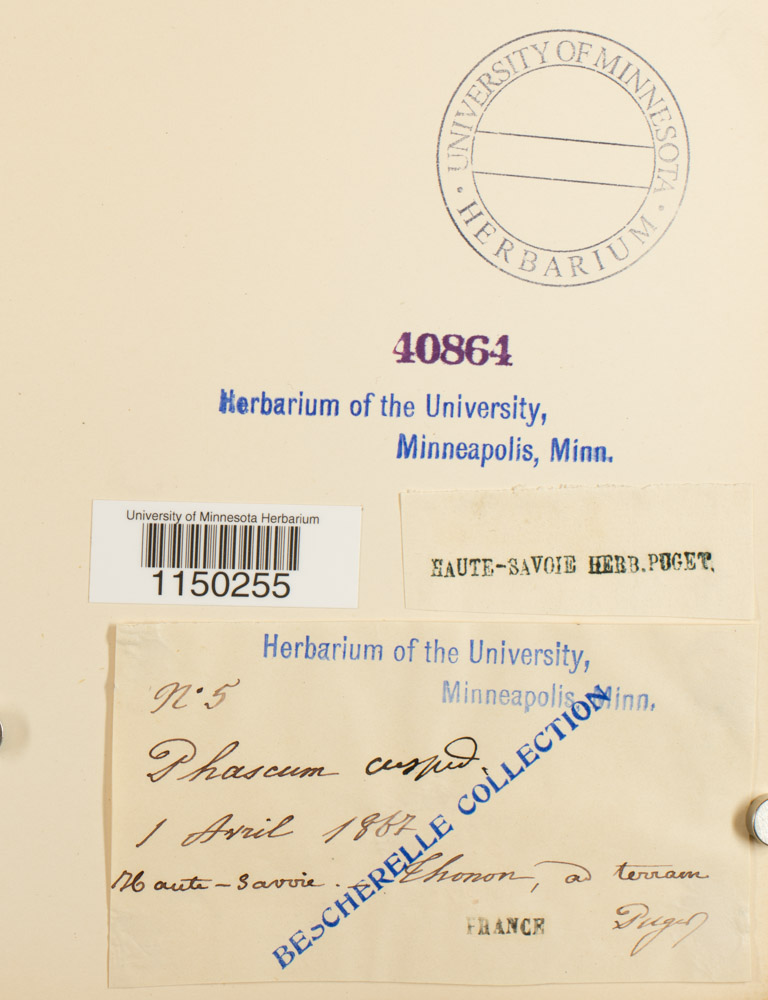 UNIVERSITY OF MINNESOTA
• HERBARIUM •
40864
Herbarium of the University,
Minneapolis, Minn.
University of Minnesota Herbarium
1150255
HAUTE-SAVOIE HERB.PUGET.
Herbarium of the University,
Minneapolis, Minn.
N° 5
Phascum cuspid.
1 Avril 1867
BESCHERELLE COLLECTION
Haute-Savoie. - Thonon, ad terram
FRANCE
Puget